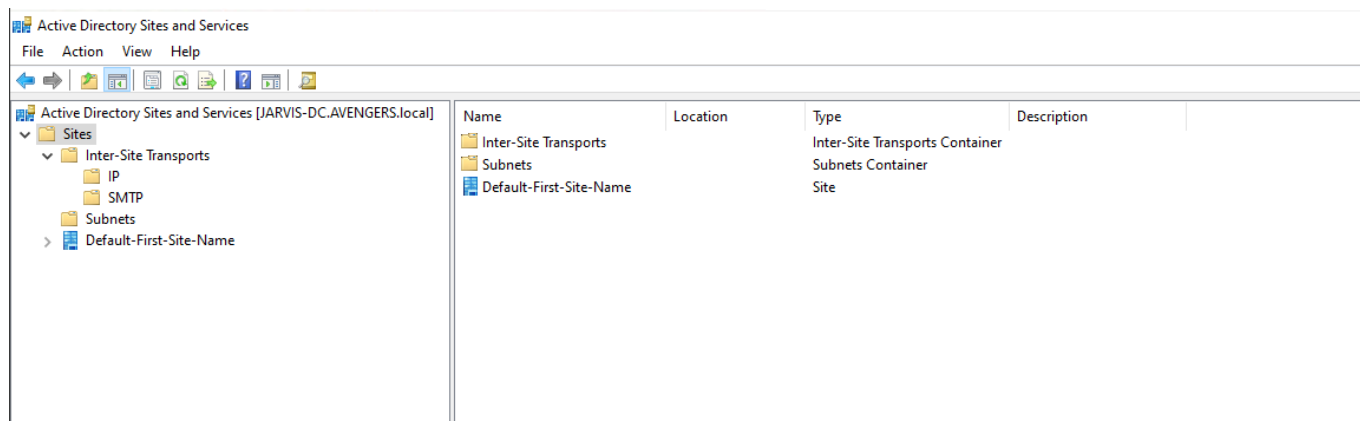 Active Directory Sites and Services
File Action View Help
Active Directory Sites and Services [JARVIS-DC.AVENGERS.local]
Sites
Inter-Site Transports
IP
SMTP
Subnets
Default-First-Site-Name
Name Location Type Description
Inter-Site Transports Inter-Site Transports Container
Subnets Subnets Container
Default-First-Site-Name Site